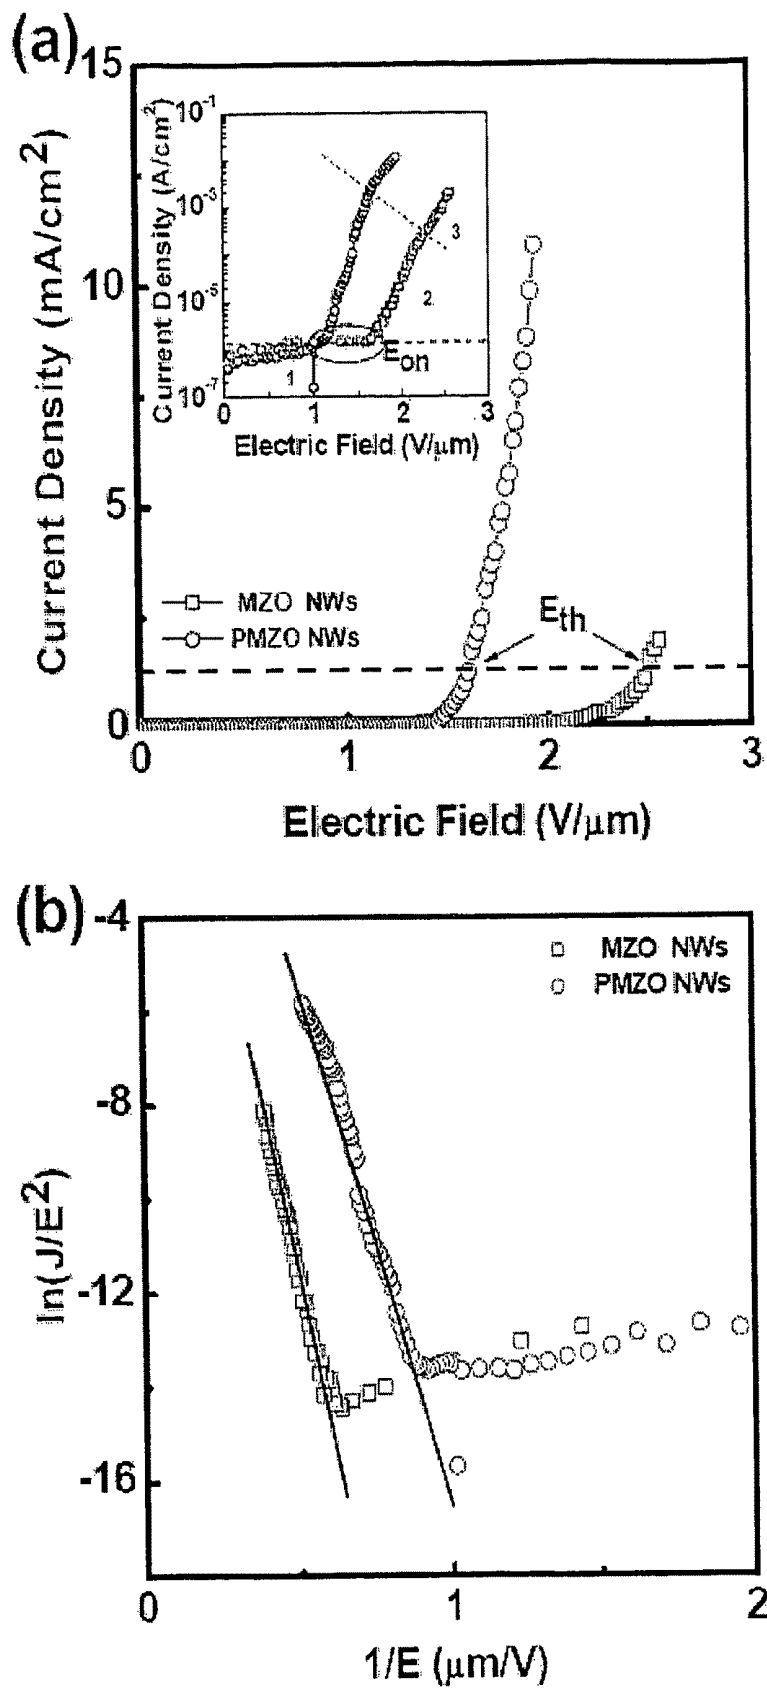 (a)
15
10
5
0
0 1 2 3
Current Density (mA/cm²)
Electric Field (V/μm)
MZO NWs
PMZO NWs
Eth
10⁻¹
10⁻³
10⁻⁵
10⁻⁷
0 1 2 3
Current Density (A/cm²)
Electric Field (V/μm)
1
2
3
Eon
(b)
-4
-8
-12
-16
0 1 2
ln(J/E²)
1/E (μm/V)
MZO NWs
PMZO NWs